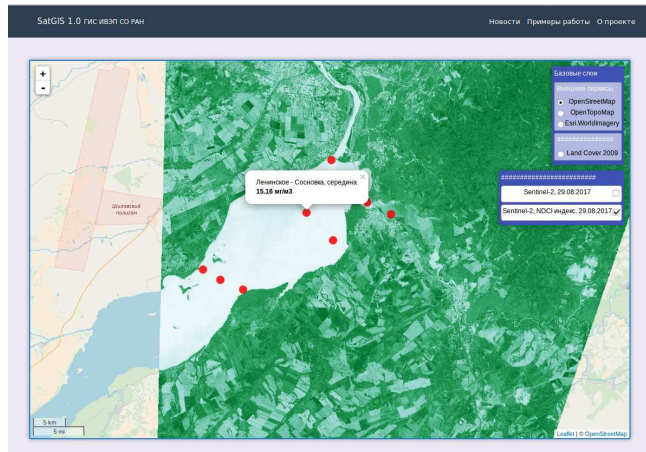 SatGIS 1.0 ГИС ИВЭП СО РАН
Новости Примеры работы О проекте
+
-
Базовые слои
Внешние сервисы
OpenStreetMap
OpenTopoMap
Esri.WorldImagery
###############
Land Cover 2009
#########################
Sentinel-2, 29.08.2017
Sentinel-2, NDCI индекс, 29.08.2017
Ленинское - Сосновка, середина
×
15.16 мг/м3
Шиловский
полигон
5 km
5 mi
Leaflet | © OpenStreetMap